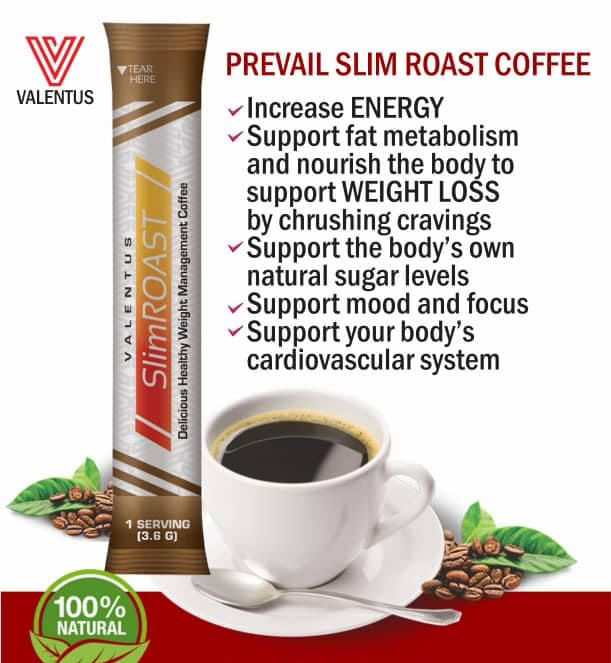 VALENTUS
TEAR
HERE
VALENTUS
SlimROAST
Delicious Healthy Weight Management Coffee
1 SERVING
(3.6 G)
PREVAIL SLIM ROAST COFFEE
Increase ENERGY
Support fat metabolism
and nourish the body to
support WEIGHT LOSS
by chrushing cravings
Support the body's own
natural sugar levels
Support mood and focus
Support your body's
cardiovascular system
100%
NATURAL